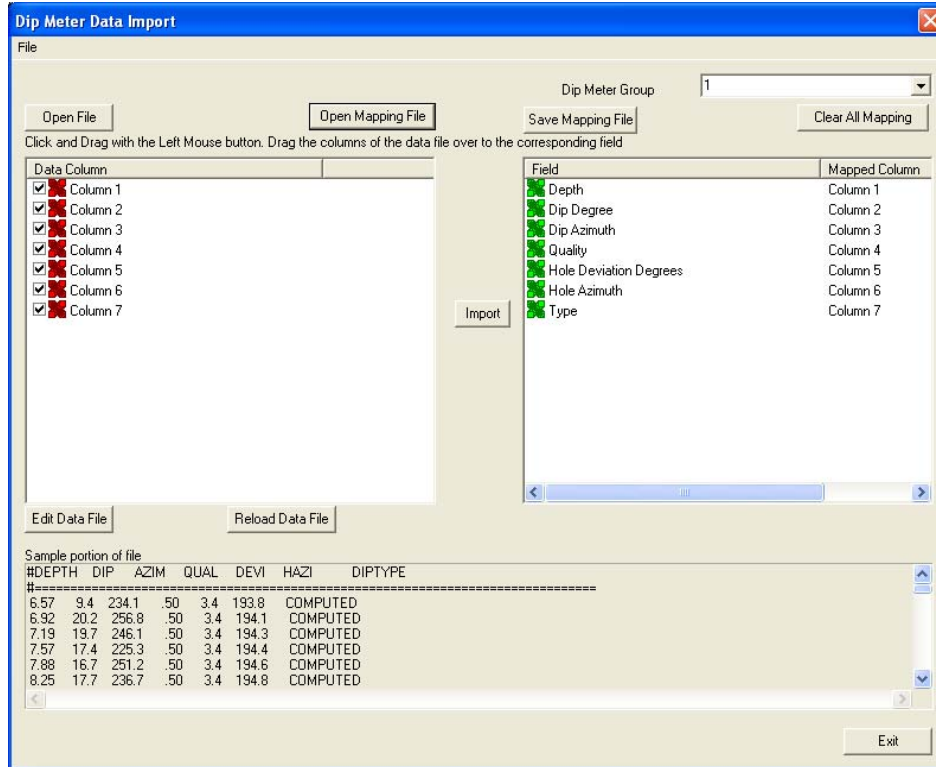 Dip Meter Data Import
File
Dip Meter Group 1
Open File Open Mapping File Save Mapping File Clear All Mapping
Click and Drag with the Left Mouse button. Drag the columns of the data file over to the corresponding field
Data Column
Column 1
Column 2
Column 3
Column 4
Column 5
Column 6
Column 7
Import
Field Mapped Column
Depth Column 1
Dip Degree Column 2
Dip Azimuth Column 3
Quality Column 4
Hole Deviation Degrees Column 5
Hole Azimuth Column 6
Type Column 7
Edit Data File Reload Data File
Sample portion of file
#DEPTH DIP AZIM QUAL DEVI HAZI DIPTYPE
#==============================================================================
6.57 9.4 234.1 .50 3.4 193.8 COMPUTED
6.92 20.2 256.8 .50 3.4 194.1 COMPUTED
7.19 19.7 246.1 .50 3.4 194.3 COMPUTED
7.57 17.4 225.3 .50 3.4 194.4 COMPUTED
7.88 16.7 251.2 .50 3.4 194.6 COMPUTED
8.25 17.7 236.7 .50 3.4 194.8 COMPUTED
Exit